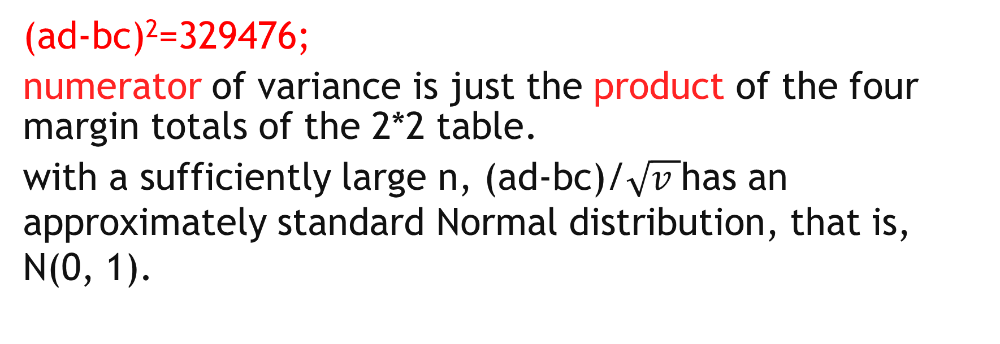 (ad-bc)²=329476;
numerator of variance is just the product of the four
margin totals of the 2*2 table.
with a sufficiently large n, (ad-bc)/√v has an
approximately standard Normal distribution, that is,
N(0, 1).